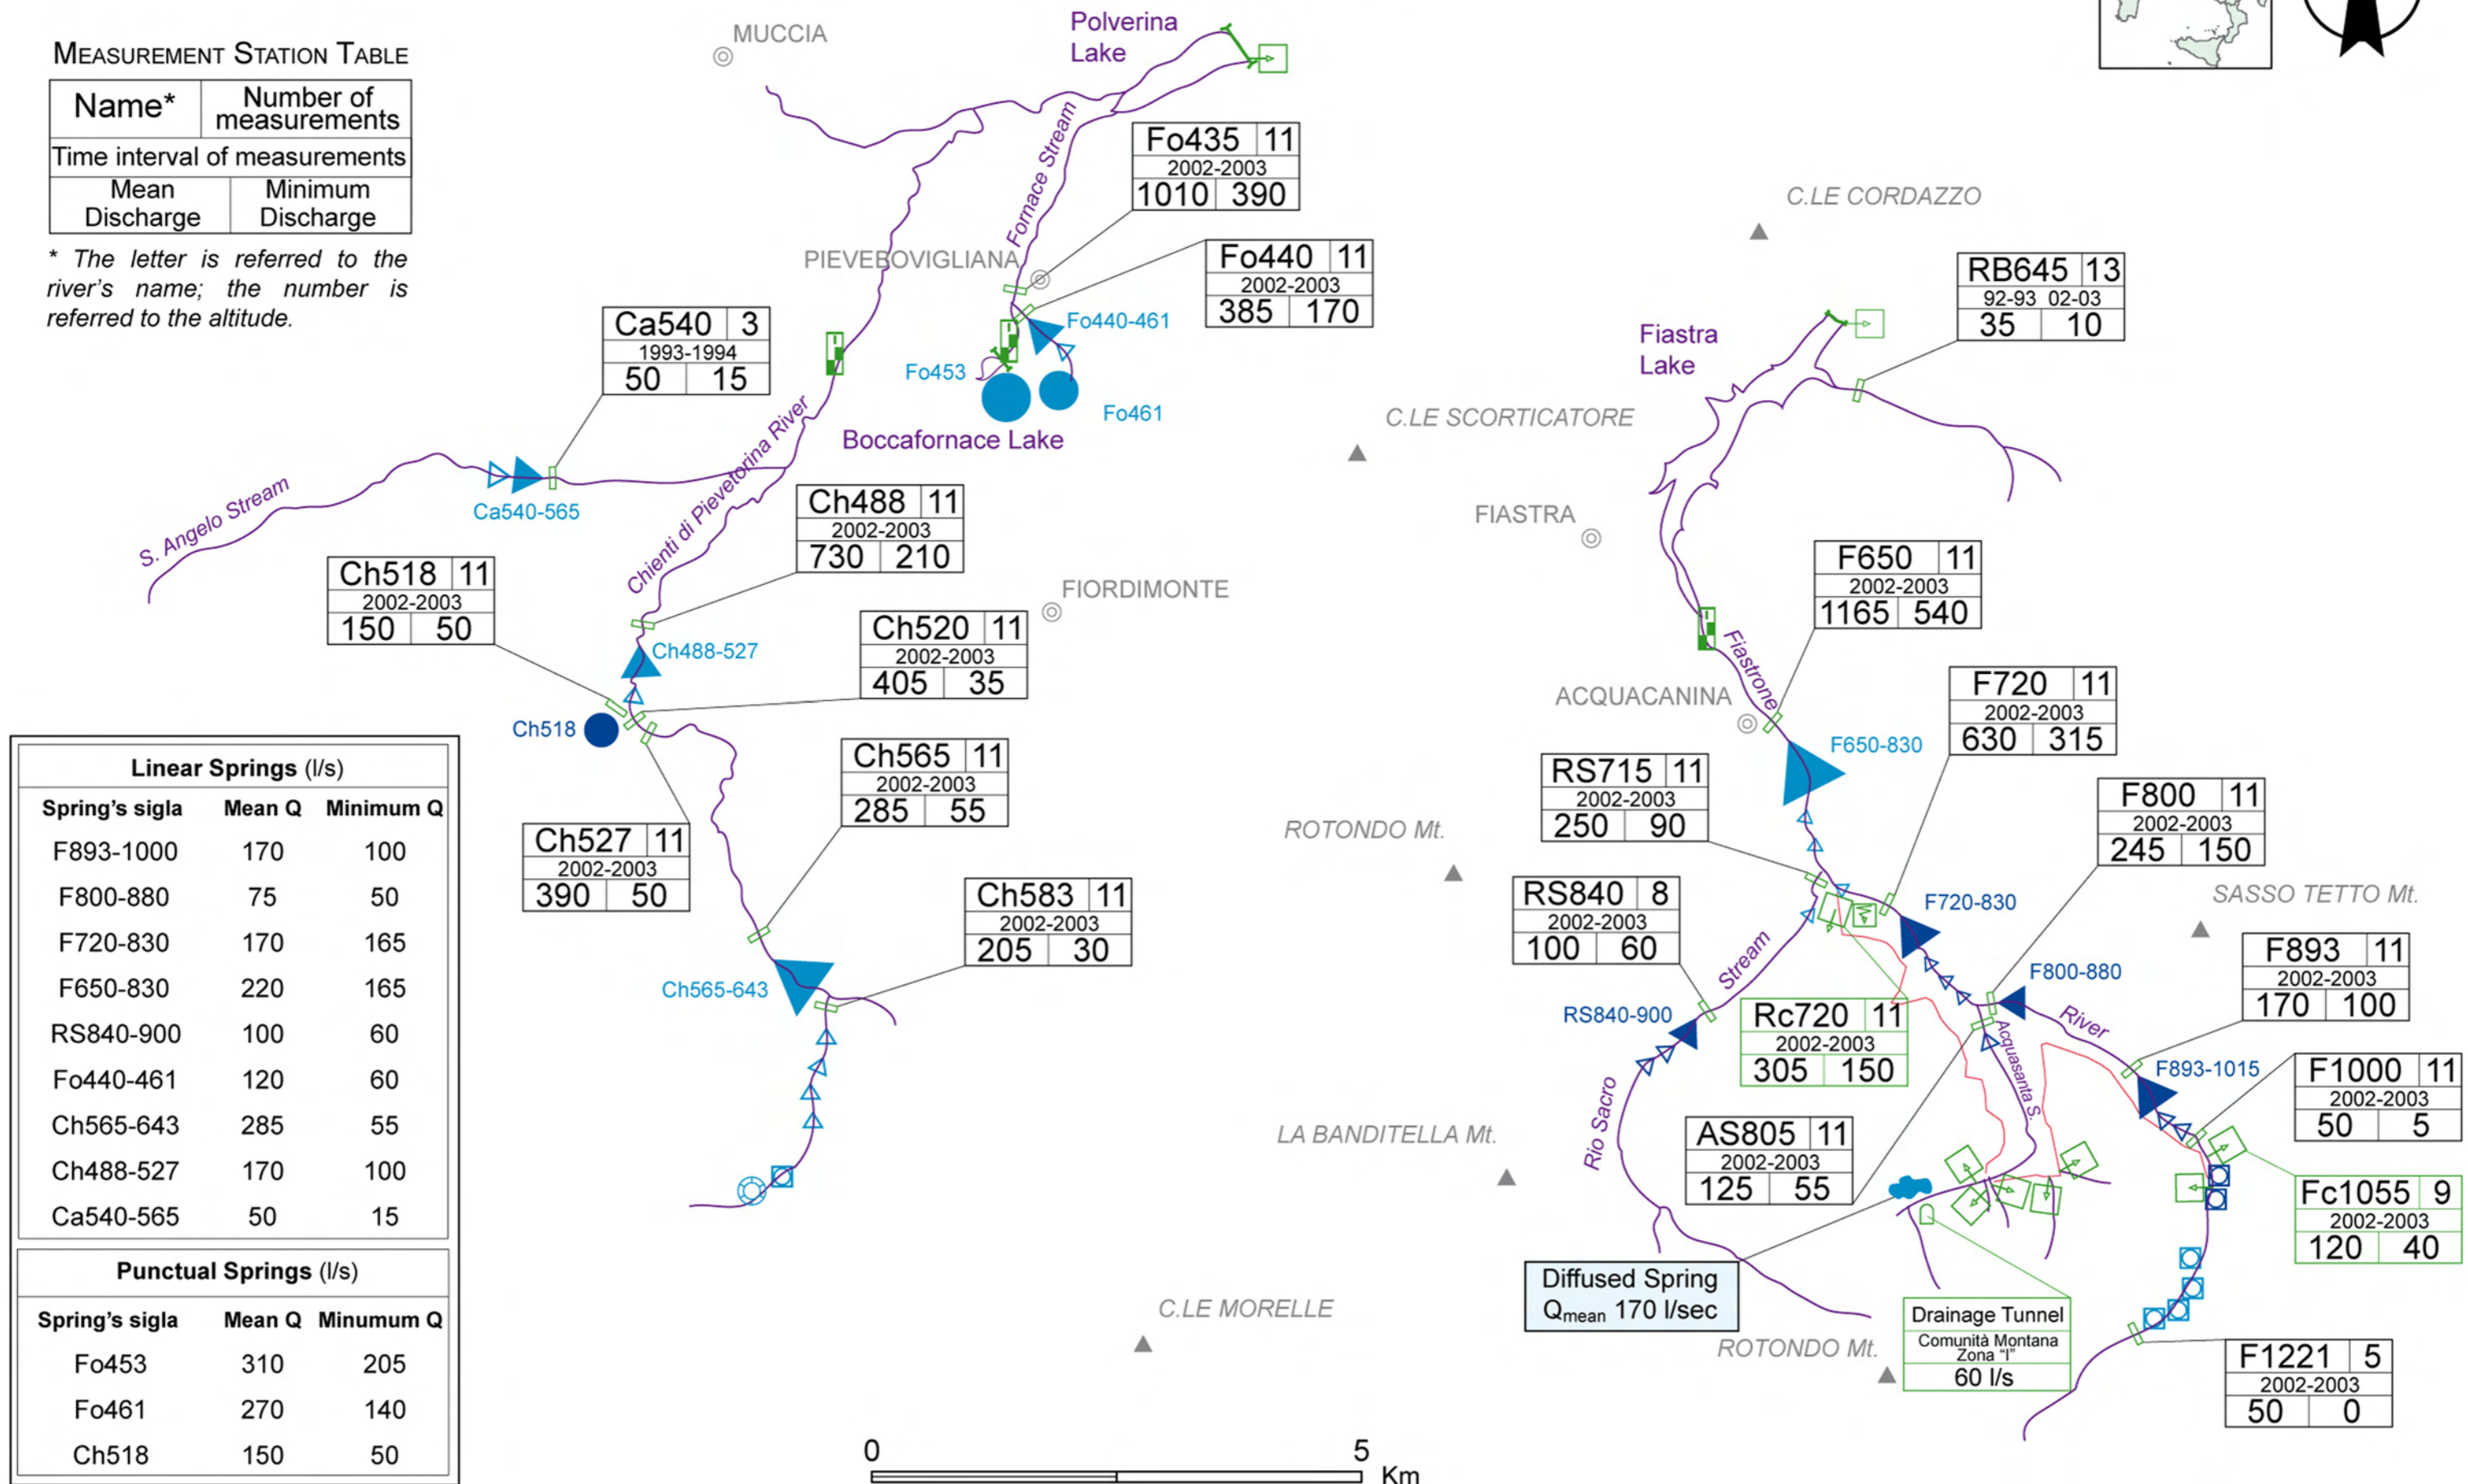 MEASUREMENT STATION TABLE
Name* Number of measurements
Time interval of measurements
Mean Discharge Minimum Discharge
* The letter is referred to the
river's name; the number is
referred to the altitude.
MUCCIA
Polverina
Lake
Fornace Stream
PIEVEBOVIGLIANA
Fo435 11
2002-2003
1010 390
Fo440 11
2002-2003
385 170
Fo440-461
Fo453
Fo461
Boccafornace Lake
Ca540 3
1993-1994
50 15
Ca540-565
S. Angelo Stream
Chienti di Pievetorina River
Ch488 11
2002-2003
730 210
Ch518 11
2002-2003
150 50
Ch488-527
Ch518
FIORDIMONTE
Ch520 11
2002-2003
405 35
Ch527 11
2002-2003
390 50
Ch565 11
2002-2003
285 55
Ch583 11
2002-2003
205 30
Ch565-643
C.LE CORDAZZO
C.LE SCORTICATORE
RB645 13
92-93 02-03
35 10
Fiastra
Lake
FIASTRA
F650 11
2002-2003
1165 540
Fiastrone
ACQUACANINA
F650-830
F720 11
2002-2003
630 315
RS715 11
2002-2003
250 90
ROTONDO Mt.
RS840 8
2002-2003
100 60
F720-830
F800 11
2002-2003
245 150
SASSO TETTO Mt.
F800-880
F893 11
2002-2003
170 100
Stream
RS840-900
Rc720 11
2002-2003
305 150
River
Acquasanta S.
F893-1015
F1000 11
2002-2003
50 5
Rio Sacro
LA BANDITELLA Mt.
AS805 11
2002-2003
125 55
Fc1055 9
2002-2003
120 40
Diffused Spring
Qmean 170 l/sec
C.LE MORELLE
ROTONDO Mt.
Drainage Tunnel
Comunità Montana
Zona "I"
60 l/s
F1221 5
2002-2003
50 0
Linear Springs (l/s)
Spring's sigla Mean Q Minimum Q
F893-1000 170 100
F800-880 75 50
F720-830 170 165
F650-830 220 165
RS840-900 100 60
Fo440-461 120 60
Ch565-643 285 55
Ch488-527 170 100
Ca540-565 50 15
Punctual Springs (l/s)
Spring's sigla Mean Q Minumum Q
Fo453 310 205
Fo461 270 140
Ch518 150 50
0 5
Km